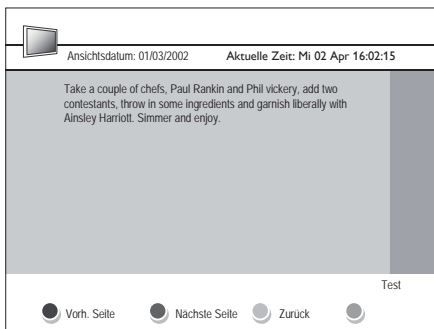 Ansichtsdatum: 01/03/2002 Aktuelle Zeit: Mi 02 Apr 16:02:15
Take a couple of chefs, Paul Rankin and Phil vickery, add two
contestants, throw in some ingredients and garnish liberally with
Ainsley Harriott. Simmer and enjoy.
Test
Vorh. Seite Nächste Seite Zurück